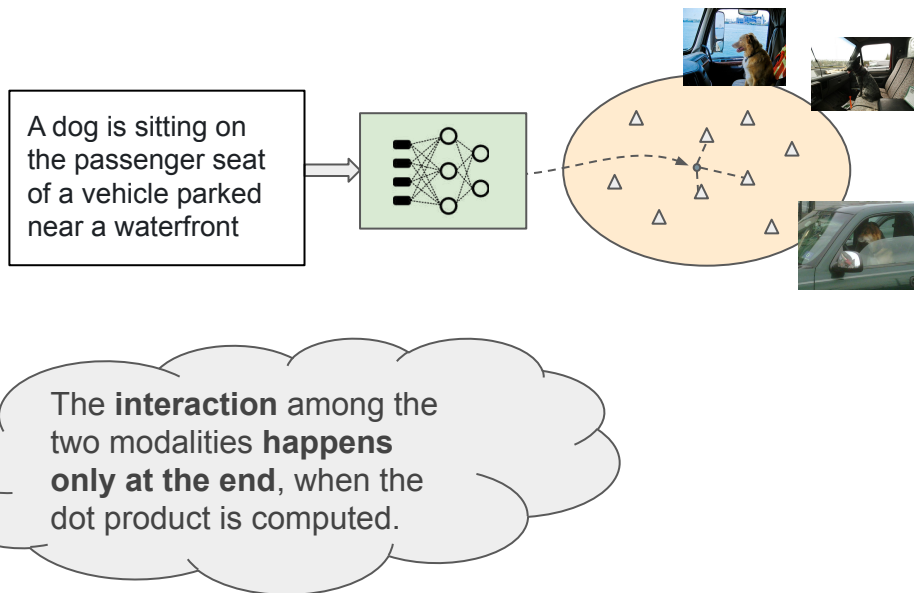 A dog is sitting on
the passenger seat
of a vehicle parked
near a waterfront
The interaction among the
two modalities happens
only at the end, when the
dot product is computed.